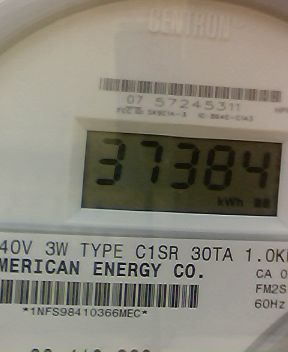 CENTRON
07 57245311
37384
kWh
40V 3W TYPE C1SR 30TA 1.0K
MERICAN ENERGY CO.
CA 0
FM2S
*1NFS98410366MEC*
60Hz